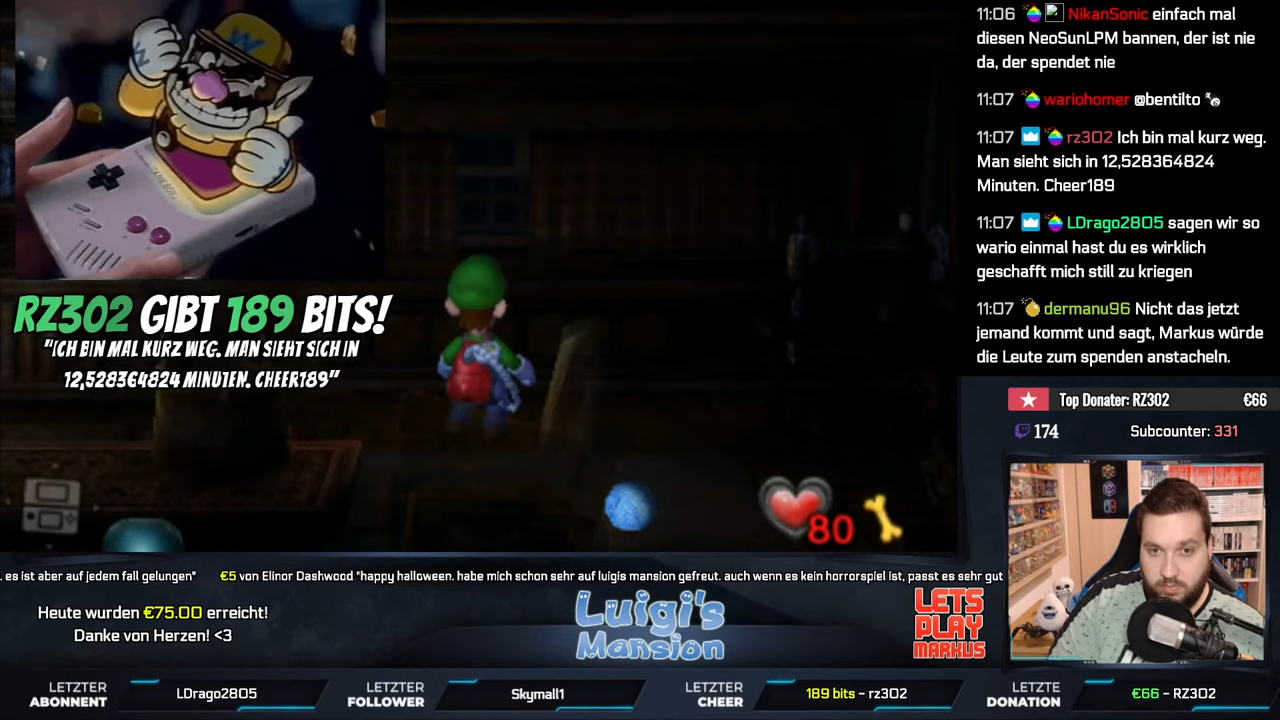 W
GAME BOY
RZ302 GIBT 189 BITS!
"ICH BIN MAL KURZ WEG. MAN SIEHT SICH IN
12,528364824 MINUTEN. CHEER189"
80
11:06 NikanSonic einfach mal
diesen NeoSunLPM bannen, der ist nie
da, der spendet nie
11:07 wariohomer @bentilto
11:07 rz302 Ich bin mal kurz weg.
Man sieht sich in 12,528364824
Minuten. Cheer189
11:07 LDrago2805 sagen wir so
wario einmal hast du es wirklich
geschafft mich still zu kriegen
11:07 dermanu96 Nicht das jetzt
jemand kommt und sagt, Markus würde
die Leute zum spenden anstacheln.
Top Donater: RZ302 €66
174 Subcounter: 331
. es ist aber auf jedem fall gelungen" €5 von Elinor Dashwood "happy halloween. habe mich schon sehr auf luigis mansion gefreut. auch wenn es kein horrorspiel ist, passt es sehr gut
Heute wurden €75.00 erreicht!
Danke von Herzen! <3
Luigi's
Mansion
LETS
PLAY
MARKUS
LETZTER
ABONNENT
LDrago2805
LETZTER
FOLLOWER
Skymall1
LETZTER
CHEER
189 bits - rz302
LETZTE
DONATION
€66 - RZ302